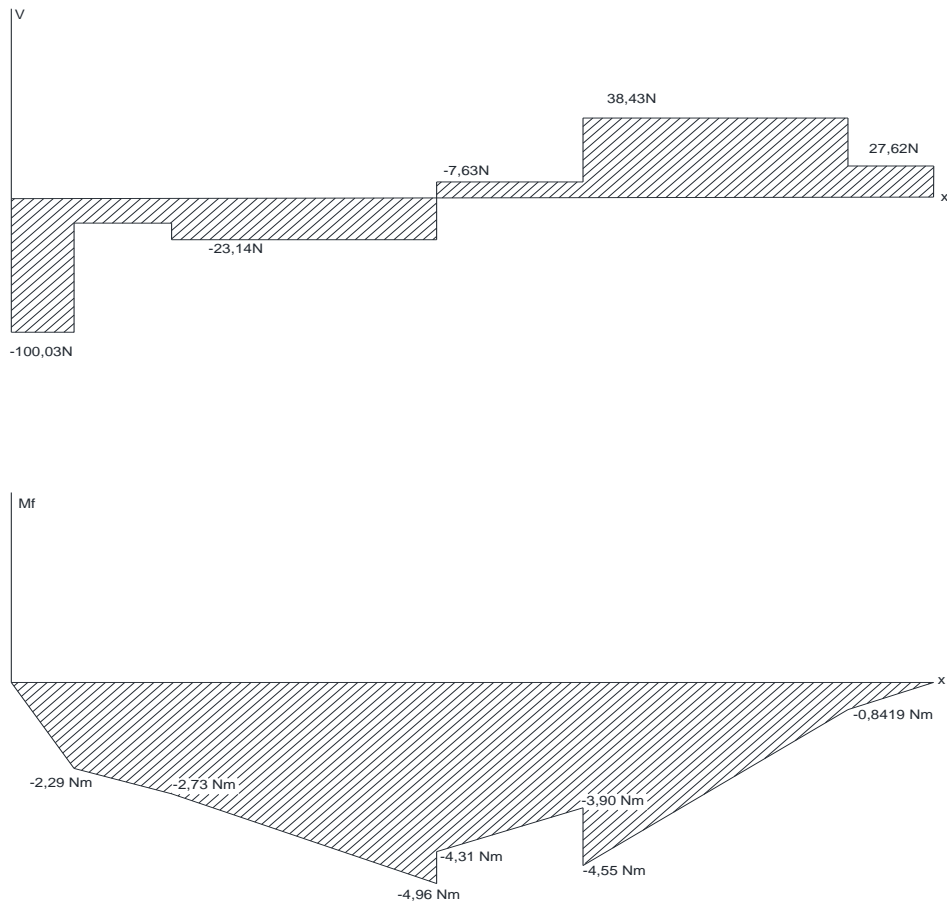 V
38,43N
27,62N
-7,63N
x
-23,14N
-100,03N
Mf
x
-0,8419 Nm
-2,29 Nm
-2,73 Nm
-3,90 Nm
-4,31 Nm
-4,55 Nm
-4,96 Nm